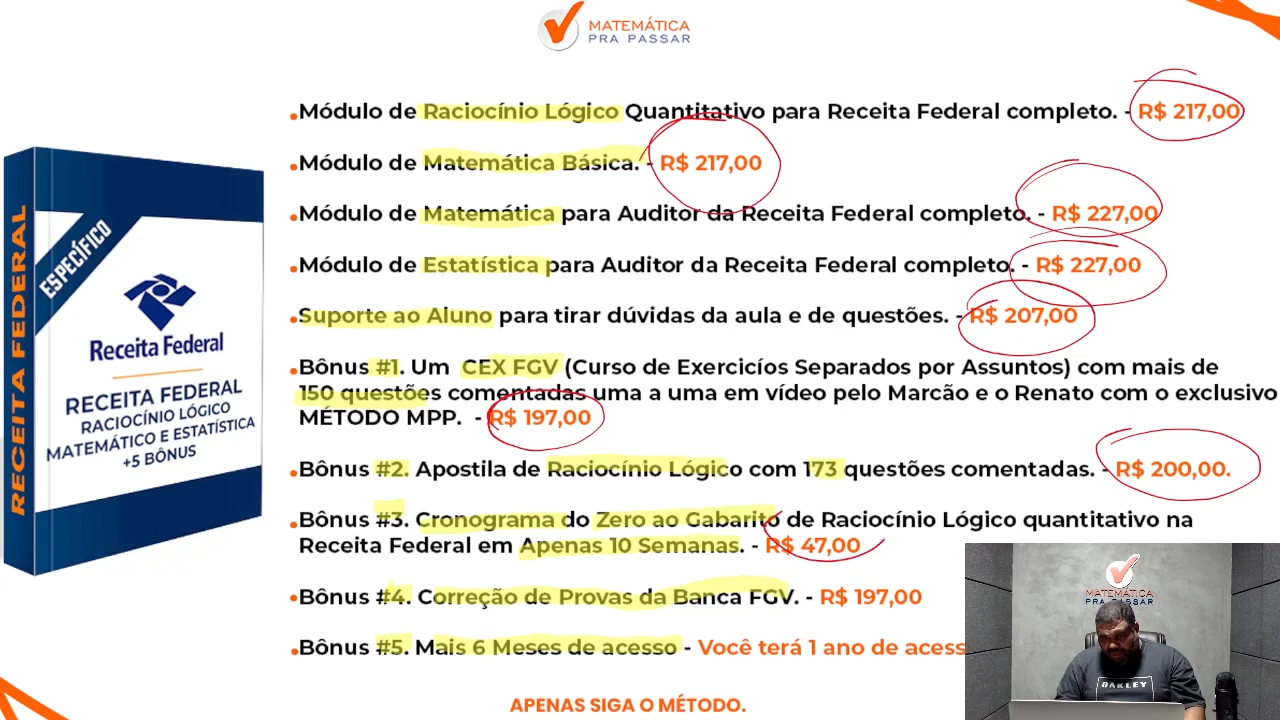 MATEMÁTICA
PRA PASSAR
•Módulo de Raciocínio Lógico Quantitativo para Receita Federal completo. - R$ 217,00
•Módulo de Matemática Básica. - R$ 217,00
•Módulo de Matemática para Auditor da Receita Federal completo. - R$ 227,00
•Módulo de Estatística para Auditor da Receita Federal completo. - R$ 227,00
•Suporte ao Aluno para tirar dúvidas da aula e de questões. - R$ 207,00
•Bônus #1. Um CEX FGV (Curso de Exercicíos Separados por Assuntos) com mais de
150 questões comentadas uma a uma em vídeo pelo Marcão e o Renato com o exclusivo
MÉTODO MPP. - R$ 197,00
•Bônus #2. Apostila de Raciocínio Lógico com 173 questões comentadas. - R$ 200,00.
•Bônus #3. Cronograma do Zero ao Gabarito de Raciocínio Lógico quantitativo na
Receita Federal em Apenas 10 Semanas. - R$ 47,00
•Bônus #4. Correção de Provas da Banca FGV. - R$ 197,00
•Bônus #5. Mais 6 Meses de acesso - Você terá 1 ano de acess
APENAS SIGA O MÉTODO.
RECEITA FEDERAL
ESPECÍFICO
Receita Federal
RECEITA FEDERAL
RACIOCÍNIO LÓGICO
MATEMÁTICO E ESTATÍSTICA
+5 BÔNUS
MATEMÁTICA
PRA PASSAR
OAKLEY